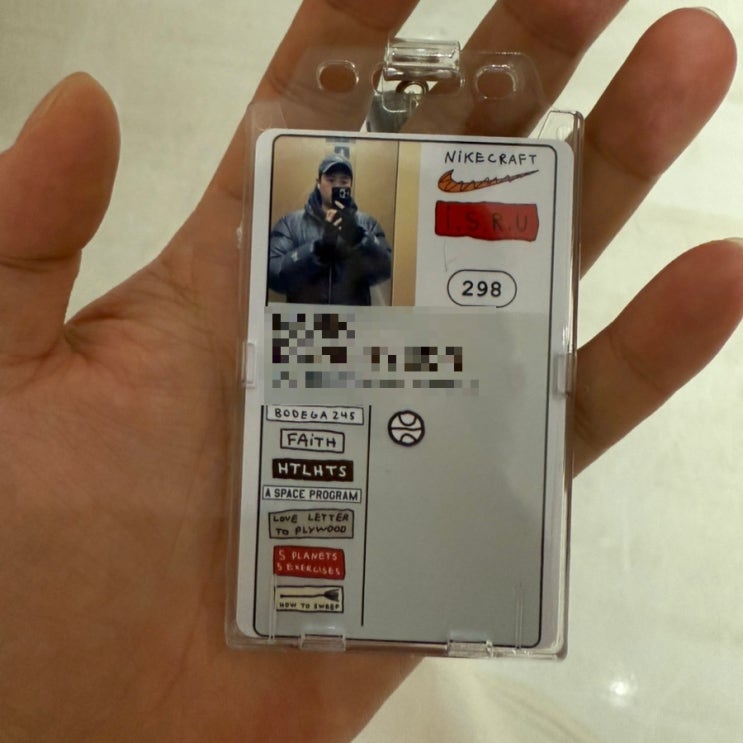 NIKECRAFT
I.S.R.U
298
BODEGA 245
FAITH
HTLHTS
A SPACE PROGRAM
LOVE LETTER
TO PLYWOOD
5 PLANETS
5 EXERCISES
HOW TO SWEEP